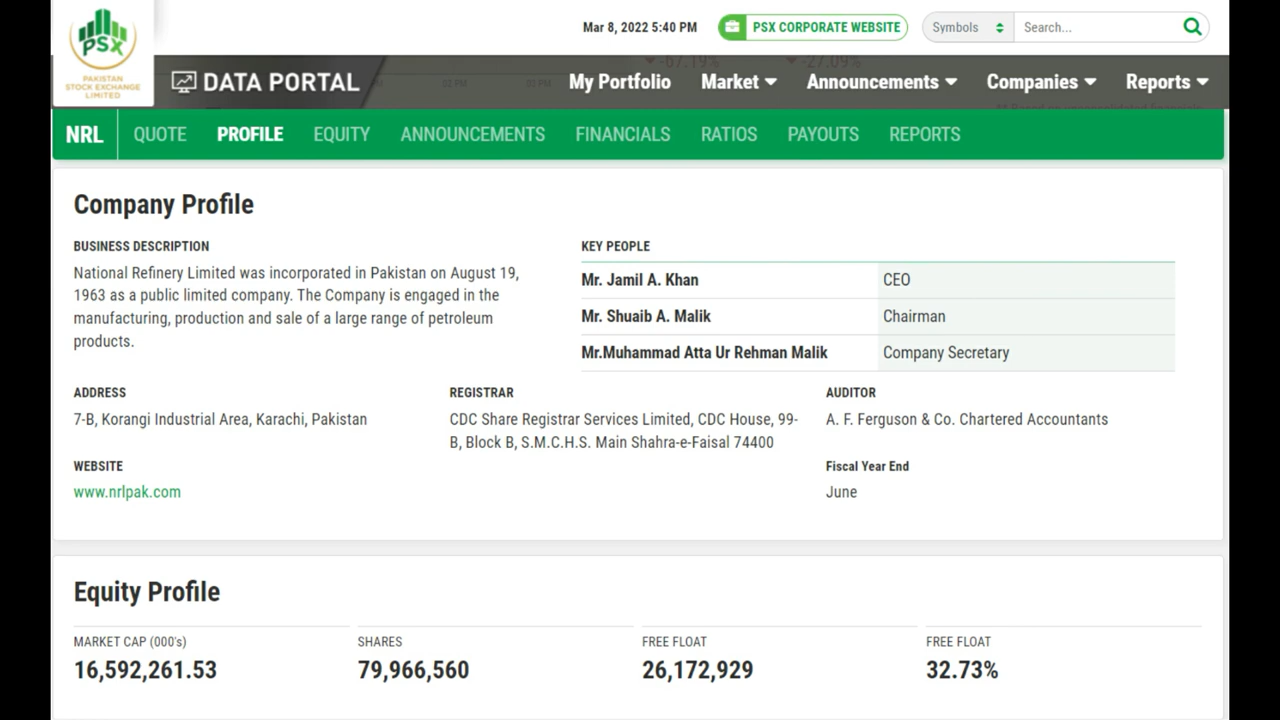 PSX
PAKISTAN
STOCK EXCHANGE
LIMITED
Mar 8, 2022 5:40 PM
PSX CORPORATE WEBSITE
Symbols
Search...
DATA PORTAL
My Portfolio
Market
Announcements
Companies
Reports
NRL
QUOTE
PROFILE
EQUITY
ANNOUNCEMENTS
FINANCIALS
RATIOS
PAYOUTS
REPORTS
Company Profile
BUSINESS DESCRIPTION
National Refinery Limited was incorporated in Pakistan on August 19,
1963 as a public limited company. The Company is engaged in the
manufacturing, production and sale of a large range of petroleum
products.
KEY PEOPLE
Mr. Jamil A. Khan CEO
Mr. Shuaib A. Malik Chairman
Mr.Muhammad Atta Ur Rehman Malik Company Secretary
ADDRESS
7-B, Korangi Industrial Area, Karachi, Pakistan
REGISTRAR
CDC Share Registrar Services Limited, CDC House, 99-
B, Block B, S.M.C.H.S. Main Shahra-e-Faisal 74400
AUDITOR
A. F. Ferguson & Co. Chartered Accountants
WEBSITE
www.nrlpak.com
Fiscal Year End
June
Equity Profile
MARKET CAP (000's)
16,592,261.53
SHARES
79,966,560
FREE FLOAT
26,172,929
FREE FLOAT
32.73%